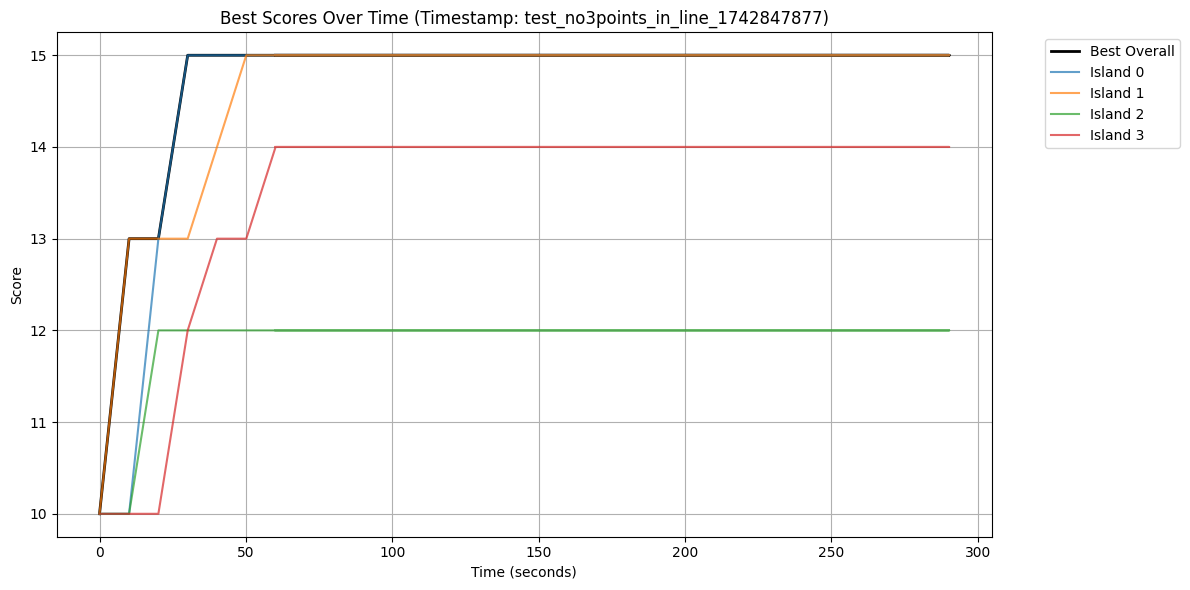 Best Scores Over Time (Timestamp: test_no3points_in_line_1742847877)
Score
15
14
13
12
11
10
0 50 100 150 200 250 300
Time (seconds)
Best Overall
Island 0
Island 1
Island 2
Island 3